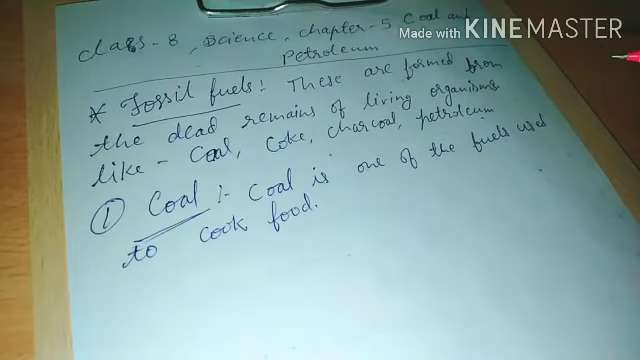 Made with KINEMASTER
Class-8, Science, chapter-5 Coal and
Petroleum
* Fossil fuels: These are formed from
the dead remains of living organisms.
like - Coal, Coke, charcoal, petroleum
① Coal :- Coal is one of the fuels used
to cook food.